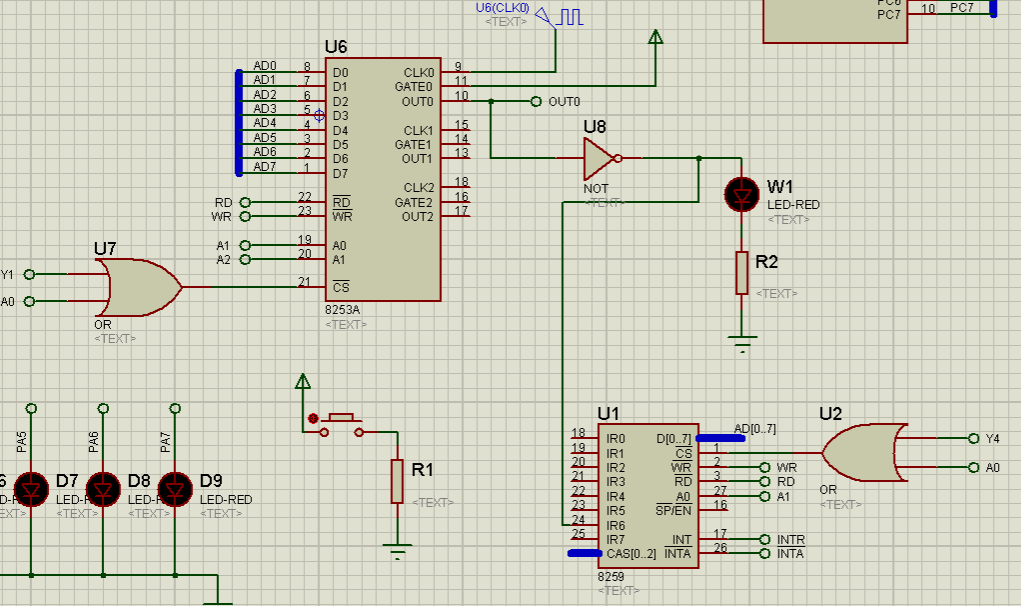 U6(CLK0)
<TEXT>
PC6
PC7 10 PC7
U6
AD0 8 D0 CLK0 9
AD1 7 D1 GATE0 11
AD2 6 D2 OUT0 10 OUT0
AD3 5 D3
AD4 4 D4 CLK1 15
AD5 3 D5 GATE1 14
AD6 2 D6 OUT1 13
AD7 1 D7
CLK2 18
RD 22 RD GATE2 16
WR 23 WR OUT2 17
A1 19 A0
A2 20 A1
21 CS
8253A
<TEXT>
U8
NOT
<TEXT>
W1
LED-RED
<TEXT>
R2
<TEXT>
U7
Y1
A0
OR
<TEXT>
PA5 PA6 PA7
D7 D8 D9
LED-RED
<TEXT> <TEXT> <TEXT>
R1
<TEXT>
U1
18 IR0 D[0..7] AD[0..7]
19 IR1 CS 1
20 IR2 WR 2 WR
21 IR3 RD 3 RD
22 IR4 A0 27 A1
23 IR5 SP/EN 16
24 IR6
25 IR7 INT 17 INTR
CAS[0..2] INTA 26 INTA
8259
<TEXT>
U2
Y4
A0
OR
<TEXT>